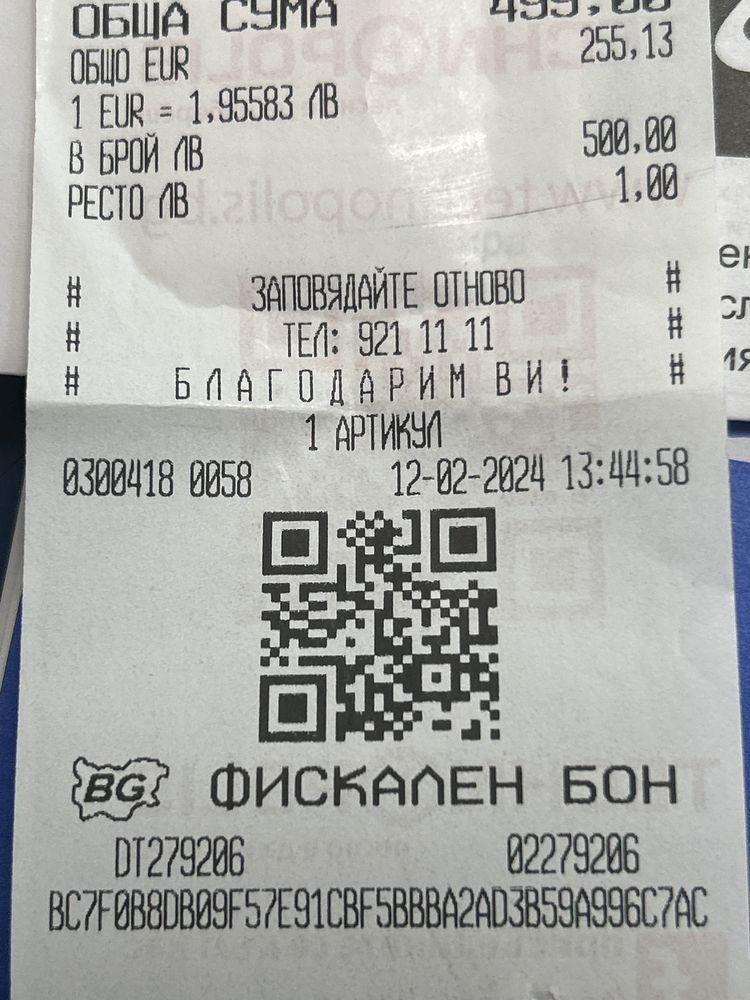 ОБЩА СУМА 499,00
ОБЩО EUR 255,13
1 EUR = 1,95583 ЛВ
В БРОЙ ЛВ 500,00
РЕСТО ЛВ 1,00
# ЗАПОВЯДАЙТЕ ОТНОВО #
# ТЕЛ: 921 11 11 #
# БЛАГОДАРИМ ВИ! #
1 АРТИКУЛ
0300418 0058 12-02-2024 13:44:58
BG ФИСКАЛЕН БОН
DT279206 02279206
BC7F0B8DB09F57E91CBF5BBBA2AD3B59A996C7AC